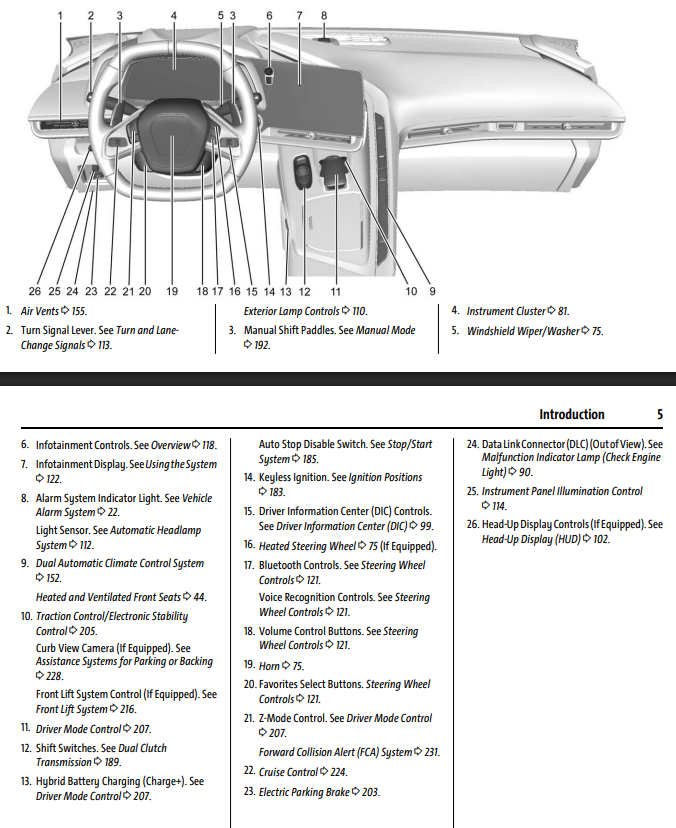 1 2 3 4 5 3 6 7 8
26 25 24 23 22 21 20 19 18 17 16 15 14 13 12 11 10 9
1. Air Vents ➪ 155.
2. Turn Signal Lever. See Turn and Lane-
Change Signals ➪ 113.
Exterior Lamp Controls ➪ 110.
3. Manual Shift Paddles. See Manual Mode
➪ 192.
4. Instrument Cluster ➪ 81.
5. Windshield Wiper/Washer ➪ 75.
Introduction 5
6. Infotainment Controls. See Overview ➪ 118.
7. Infotainment Display. See Using the System
➪ 122.
8. Alarm System Indicator Light. See Vehicle
Alarm System ➪ 22.
Light Sensor. See Automatic Headlamp
System ➪ 112.
9. Dual Automatic Climate Control System
➪ 152.
Heated and Ventilated Front Seats ➪ 44.
10. Traction Control/Electronic Stability
Control ➪ 205.
Curb View Camera (If Equipped). See
Assistance Systems for Parking or Backing
➪ 228.
Front Lift System Control (If Equipped). See
Front Lift System ➪ 216.
11. Driver Mode Control ➪ 207.
12. Shift Switches. See Dual Clutch
Transmission ➪ 189.
13. Hybrid Battery Charging (Charge+). See
Driver Mode Control ➪ 207.
Auto Stop Disable Switch. See Stop/Start
System ➪ 185.
14. Keyless Ignition. See Ignition Positions
➪ 183.
15. Driver Information Center (DIC) Controls.
See Driver Information Center (DIC) ➪ 99.
16. Heated Steering Wheel ➪ 75 (If Equipped).
17. Bluetooth Controls. See Steering Wheel
Controls ➪ 121.
Voice Recognition Controls. See Steering
Wheel Controls ➪ 121.
18. Volume Control Buttons. See Steering
Wheel Controls ➪ 121.
19. Horn ➪ 75.
20. Favorites Select Buttons. Steering Wheel
Controls ➪ 121.
21. Z-Mode Control. See Driver Mode Control
➪ 207.
Forward Collision Alert (FCA) System ➪ 231.
22. Cruise Control ➪ 224.
23. Electric Parking Brake ➪ 203.
24. Data Link Connector (DLC) (Out of View). See
Malfunction Indicator Lamp (Check Engine
Light) ➪ 90.
25. Instrument Panel Illumination Control
➪ 114.
26. Head-Up Display Controls (If Equipped). See
Head-Up Display (HUD) ➪ 102.